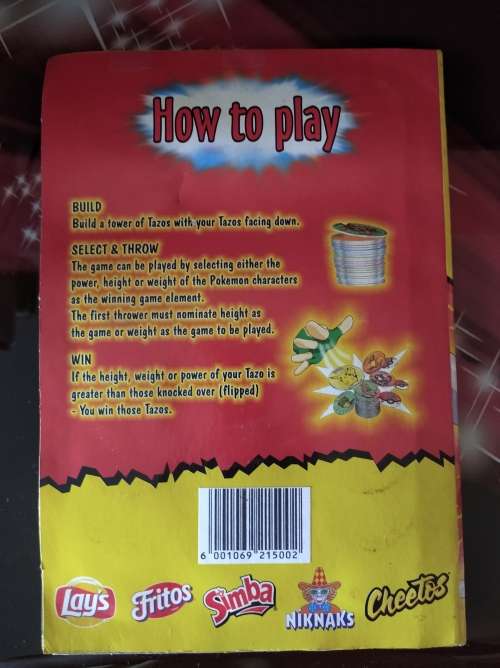 How to play
BUILD
Build a tower of Tazos with your Tazos facing down.
SELECT & THROW
The game can be played by selecting either the
power, height or weight of the Pokemon characters
as the winning game element.
The first thrower must nominate height as
the game or weight as the game to be played.
WIN
If the height, weight or power of your Tazo is
greater than those knocked over (flipped)
- You win those Tazos.
6 001069 215002
Lay's Fritos Simba NIKNAKS Cheetos